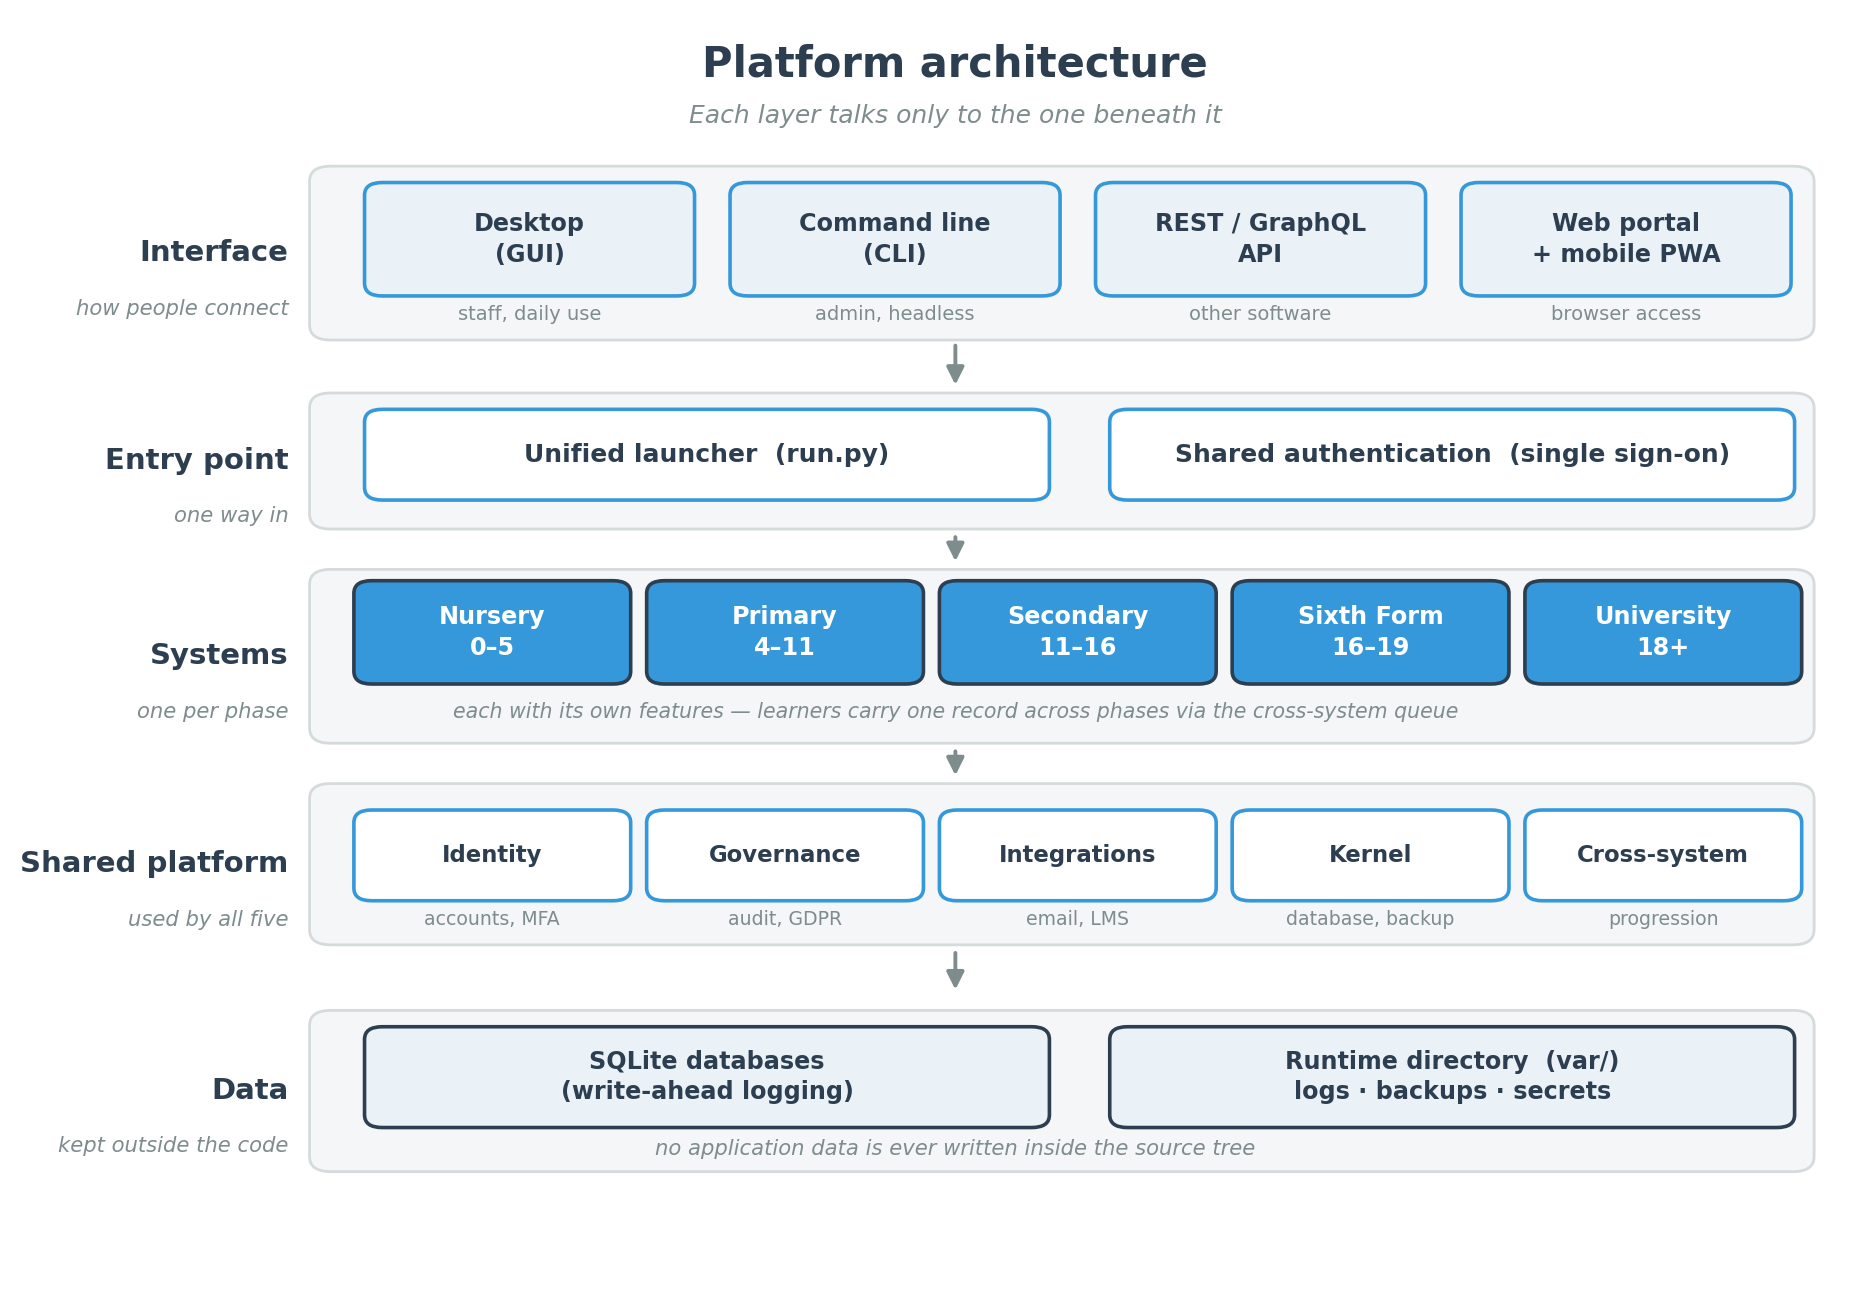 Platform architecture
Each layer talks only to the one beneath it
Interface
how people connect
Desktop
(GUI)
staff, daily use
Command line
(CLI)
admin, headless
REST / GraphQL
API
other software
Web portal
+ mobile PWA
browser access
Entry point
one way in
Unified launcher  (run.py)
Shared authentication  (single sign-on)
Systems
one per phase
Nursery
0–5
Primary
4–11
Secondary
11–16
Sixth Form
16–19
University
18+
each with its own features — learners carry one record across phases via the cross-system queue
Shared platform
used by all five
Identity
accounts, MFA
Governance
audit, GDPR
Integrations
email, LMS
Kernel
database, backup
Cross-system
progression
Data
kept outside the code
SQLite databases
(write-ahead logging)
Runtime directory  (var/)
logs · backups · secrets
no application data is ever written inside the source tree